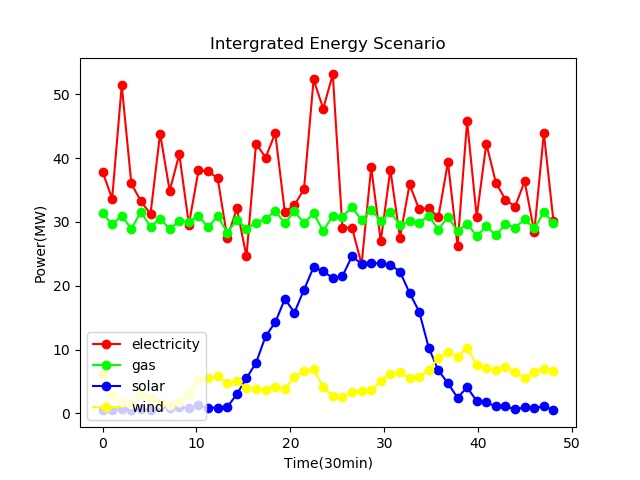 Intergrated Energy Scenario
Power(MW)
50
40
30
20
10
0
electricity
gas
solar
wind
0 10 20 30 40 50
Time(30min)